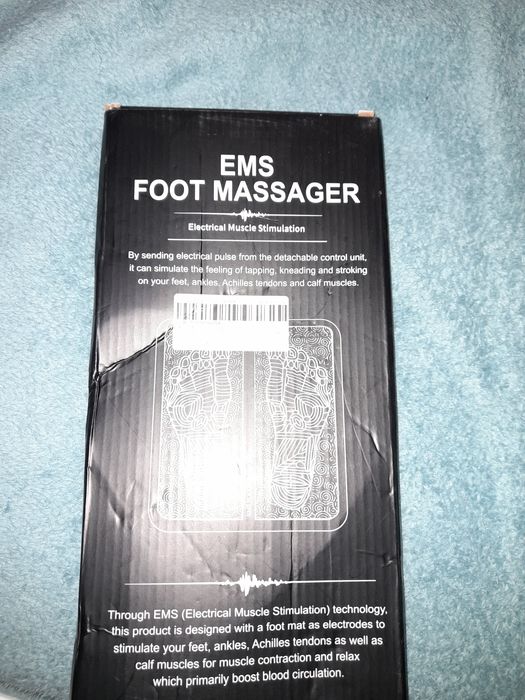 EMS
FOOT MASSAGER
Electrical Muscle Stimulation
By sending electrical pulse from the detachable control unit,
it can simulate the feeling of tapping, kneading and stroking
on your feet, ankles, Achilles tendons and calf muscles.
Through EMS (Electrical Muscle Stimulation) technology,
this product is designed with a foot mat as electrodes to
stimulate your feet, ankles, Achilles tendons as well as
calf muscles for muscle contraction and relax
which primarily boost blood circulation.